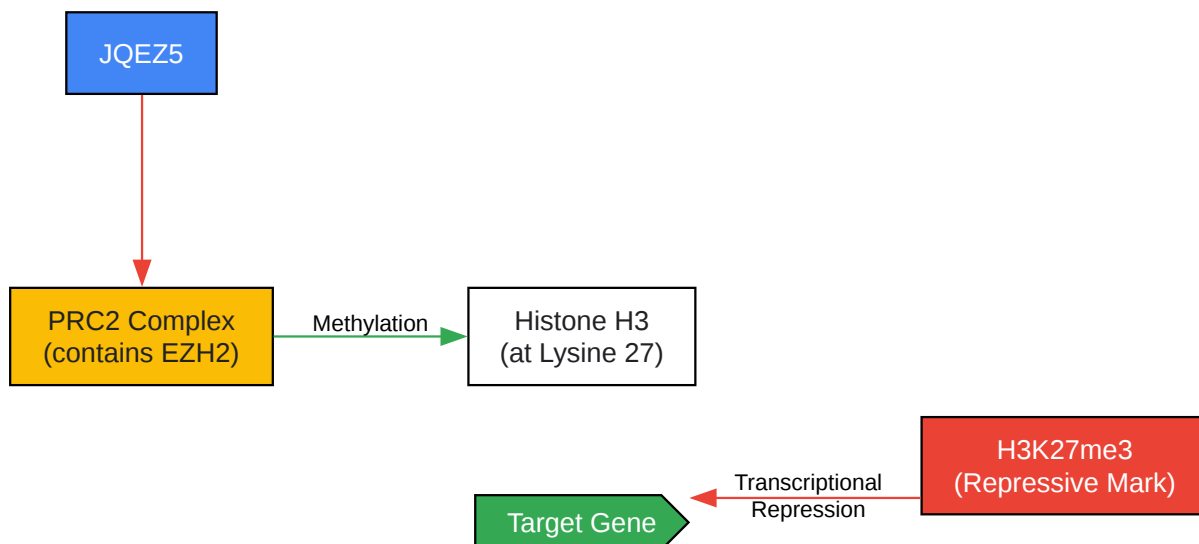 JQEZ5
PRC2 Complex
(contains EZH2)
Methylation
Histone H3
(at Lysine 27)
H3K27me3
(Repressive Mark)
Transcriptional
Repression
Target Gene